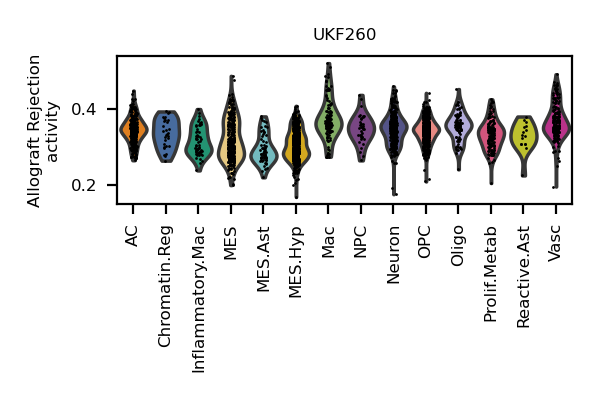 UKF260
Allograft Rejection
activity
0.4
0.2
AC
Chromatin.Reg
Inflammatory.Mac
MES
MES.Ast
MES.Hyp
Mac
NPC
Neuron
OPC
Oligo
Prolif.Metab
Reactive.Ast
Vasc